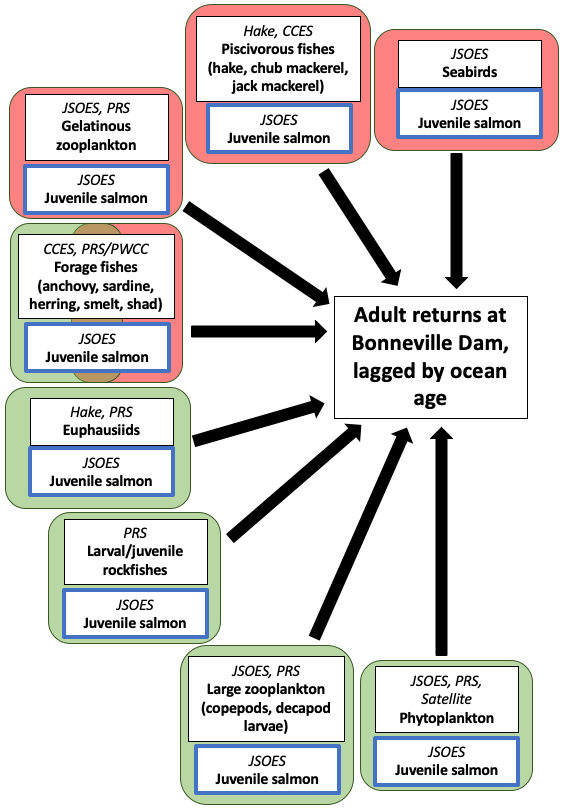 Hake, CCES
Piscivorous fishes
(hake, chub mackerel,
jack mackerel)
JSOES
Juvenile salmon
JSOES
Seabirds
JSOES
Juvenile salmon
JSOES, PRS
Gelatinous
zooplankton
JSOES
Juvenile salmon
CCES, PRS/PWCC
Forage fishes
(anchovy, sardine,
herring, smelt, shad)
JSOES
Juvenile salmon
Adult returns at
Bonneville Dam,
lagged by ocean
age
Hake, PRS
Euphausiids
JSOES
Juvenile salmon
PRS
Larval/juvenile
rockfishes
JSOES
Juvenile salmon
JSOES, PRS
Large zooplankton
(copepods, decapod
larvae)
JSOES
Juvenile salmon
JSOES, PRS,
Satellite
Phytoplankton
JSOES
Juvenile salmon